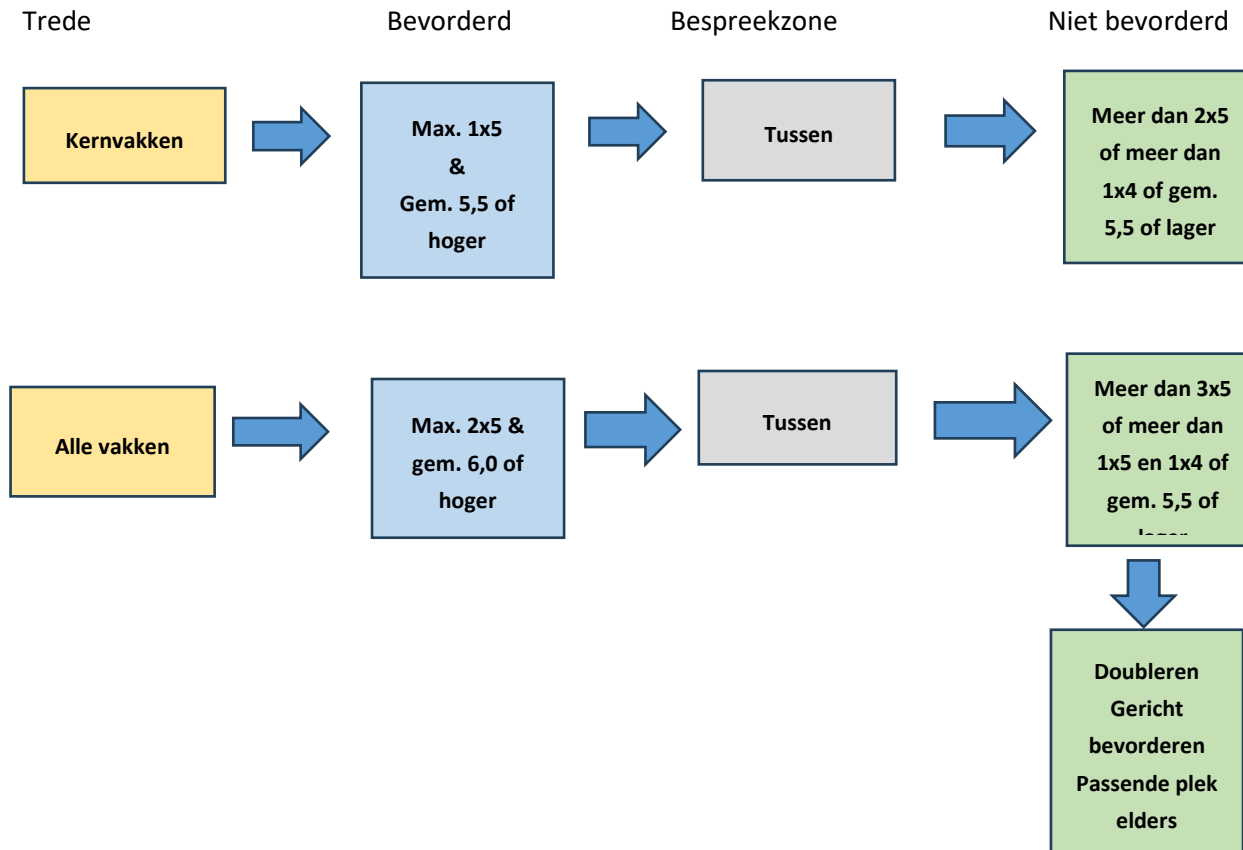 Trede Bevorderd Bespreekzone Niet bevorderd
Kernvakken
Max. 1x5
&
Gem. 5,5 of
hoger
Tussen
Meer dan 2x5
of meer dan
1x4 of gem.
5,5 of lager
Alle vakken
Max. 2x5 &
gem. 6,0 of
hoger
Tussen
Meer dan 3x5
of meer dan
1x5 en 1x4 of
gem. 5,5 of
lager
Doubleren
Gericht
bevorderen
Passende plek
elders